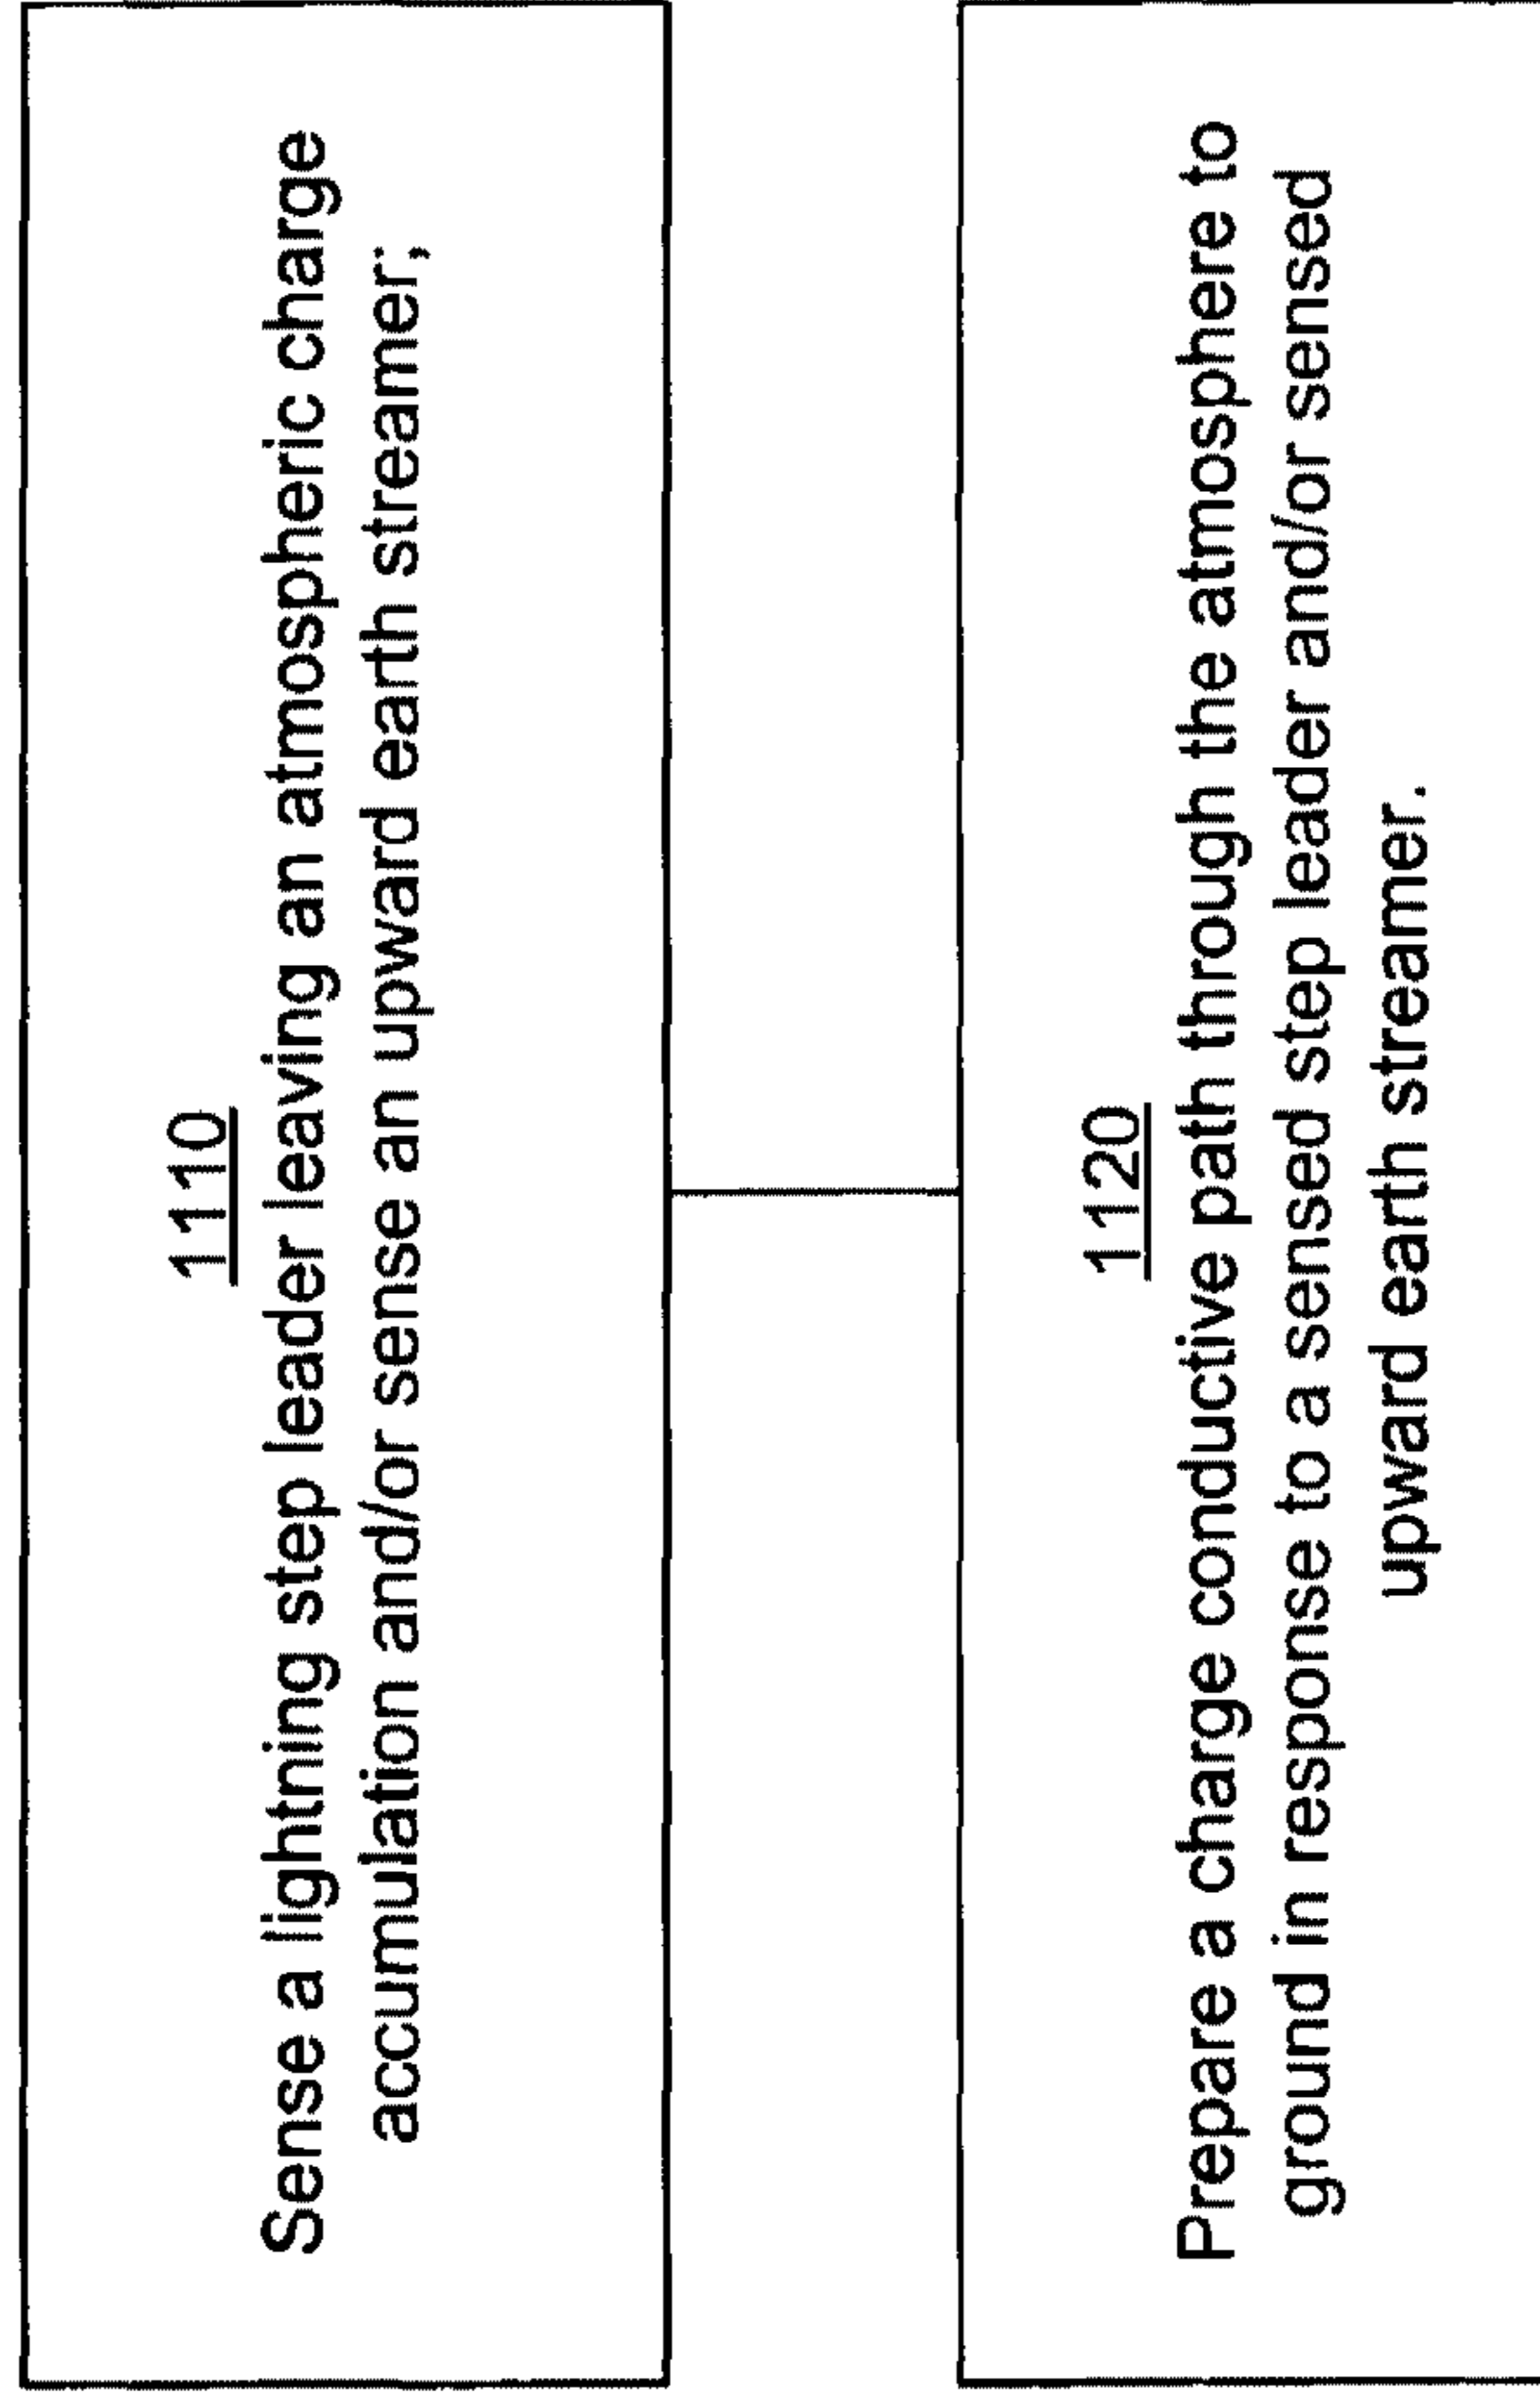 1110
Sense a lightning step leader leaving an atmospheric charge
accumulation and/or sense an upward earth streamer;
1120
Prepare a charge conductive path through the atmosphere to
ground in response to a sensed step leader and/or sensed
upward earth streamer.